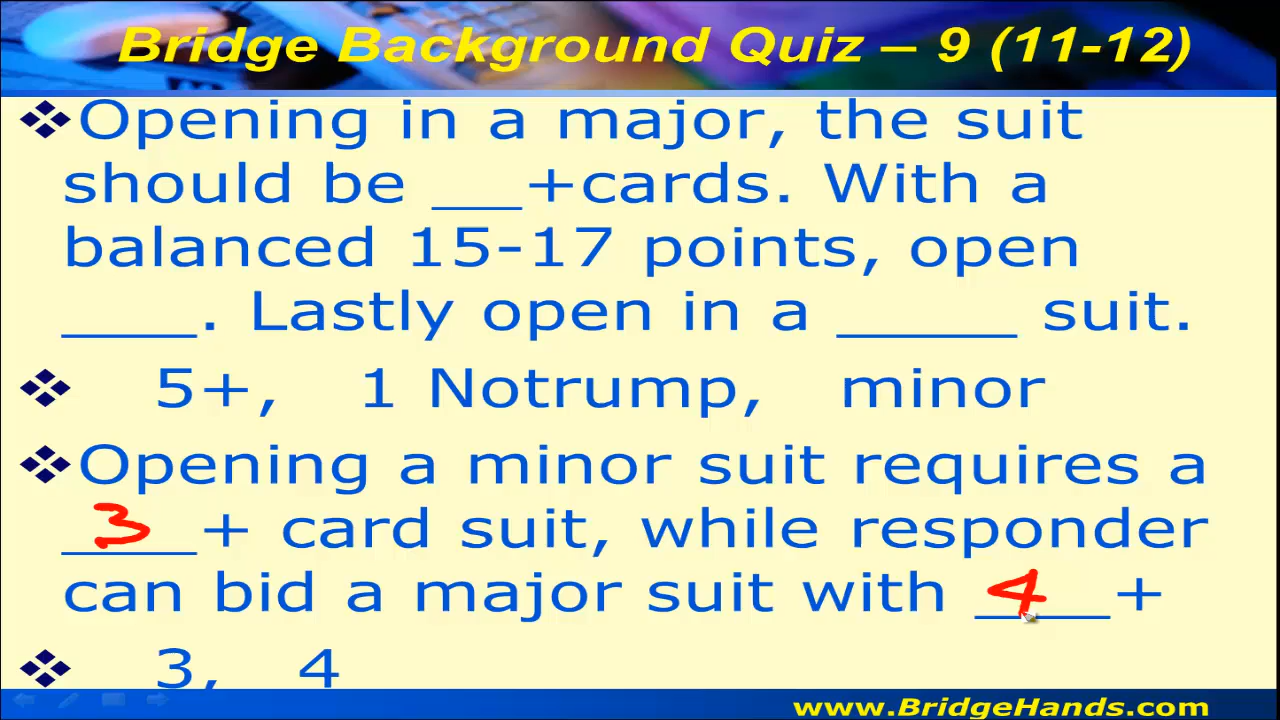 Bridge Background Quiz – 9 (11-12)
❖Opening in a major, the suit
should be ___+cards. With a
balanced 15-17 points, open
____. Lastly open in a _____ suit.
❖ 5+, 1 Notrump, minor
❖Opening a minor suit requires a
3+ card suit, while responder
can bid a major suit with 4+
❖ 3, 4
www.BridgeHands.com